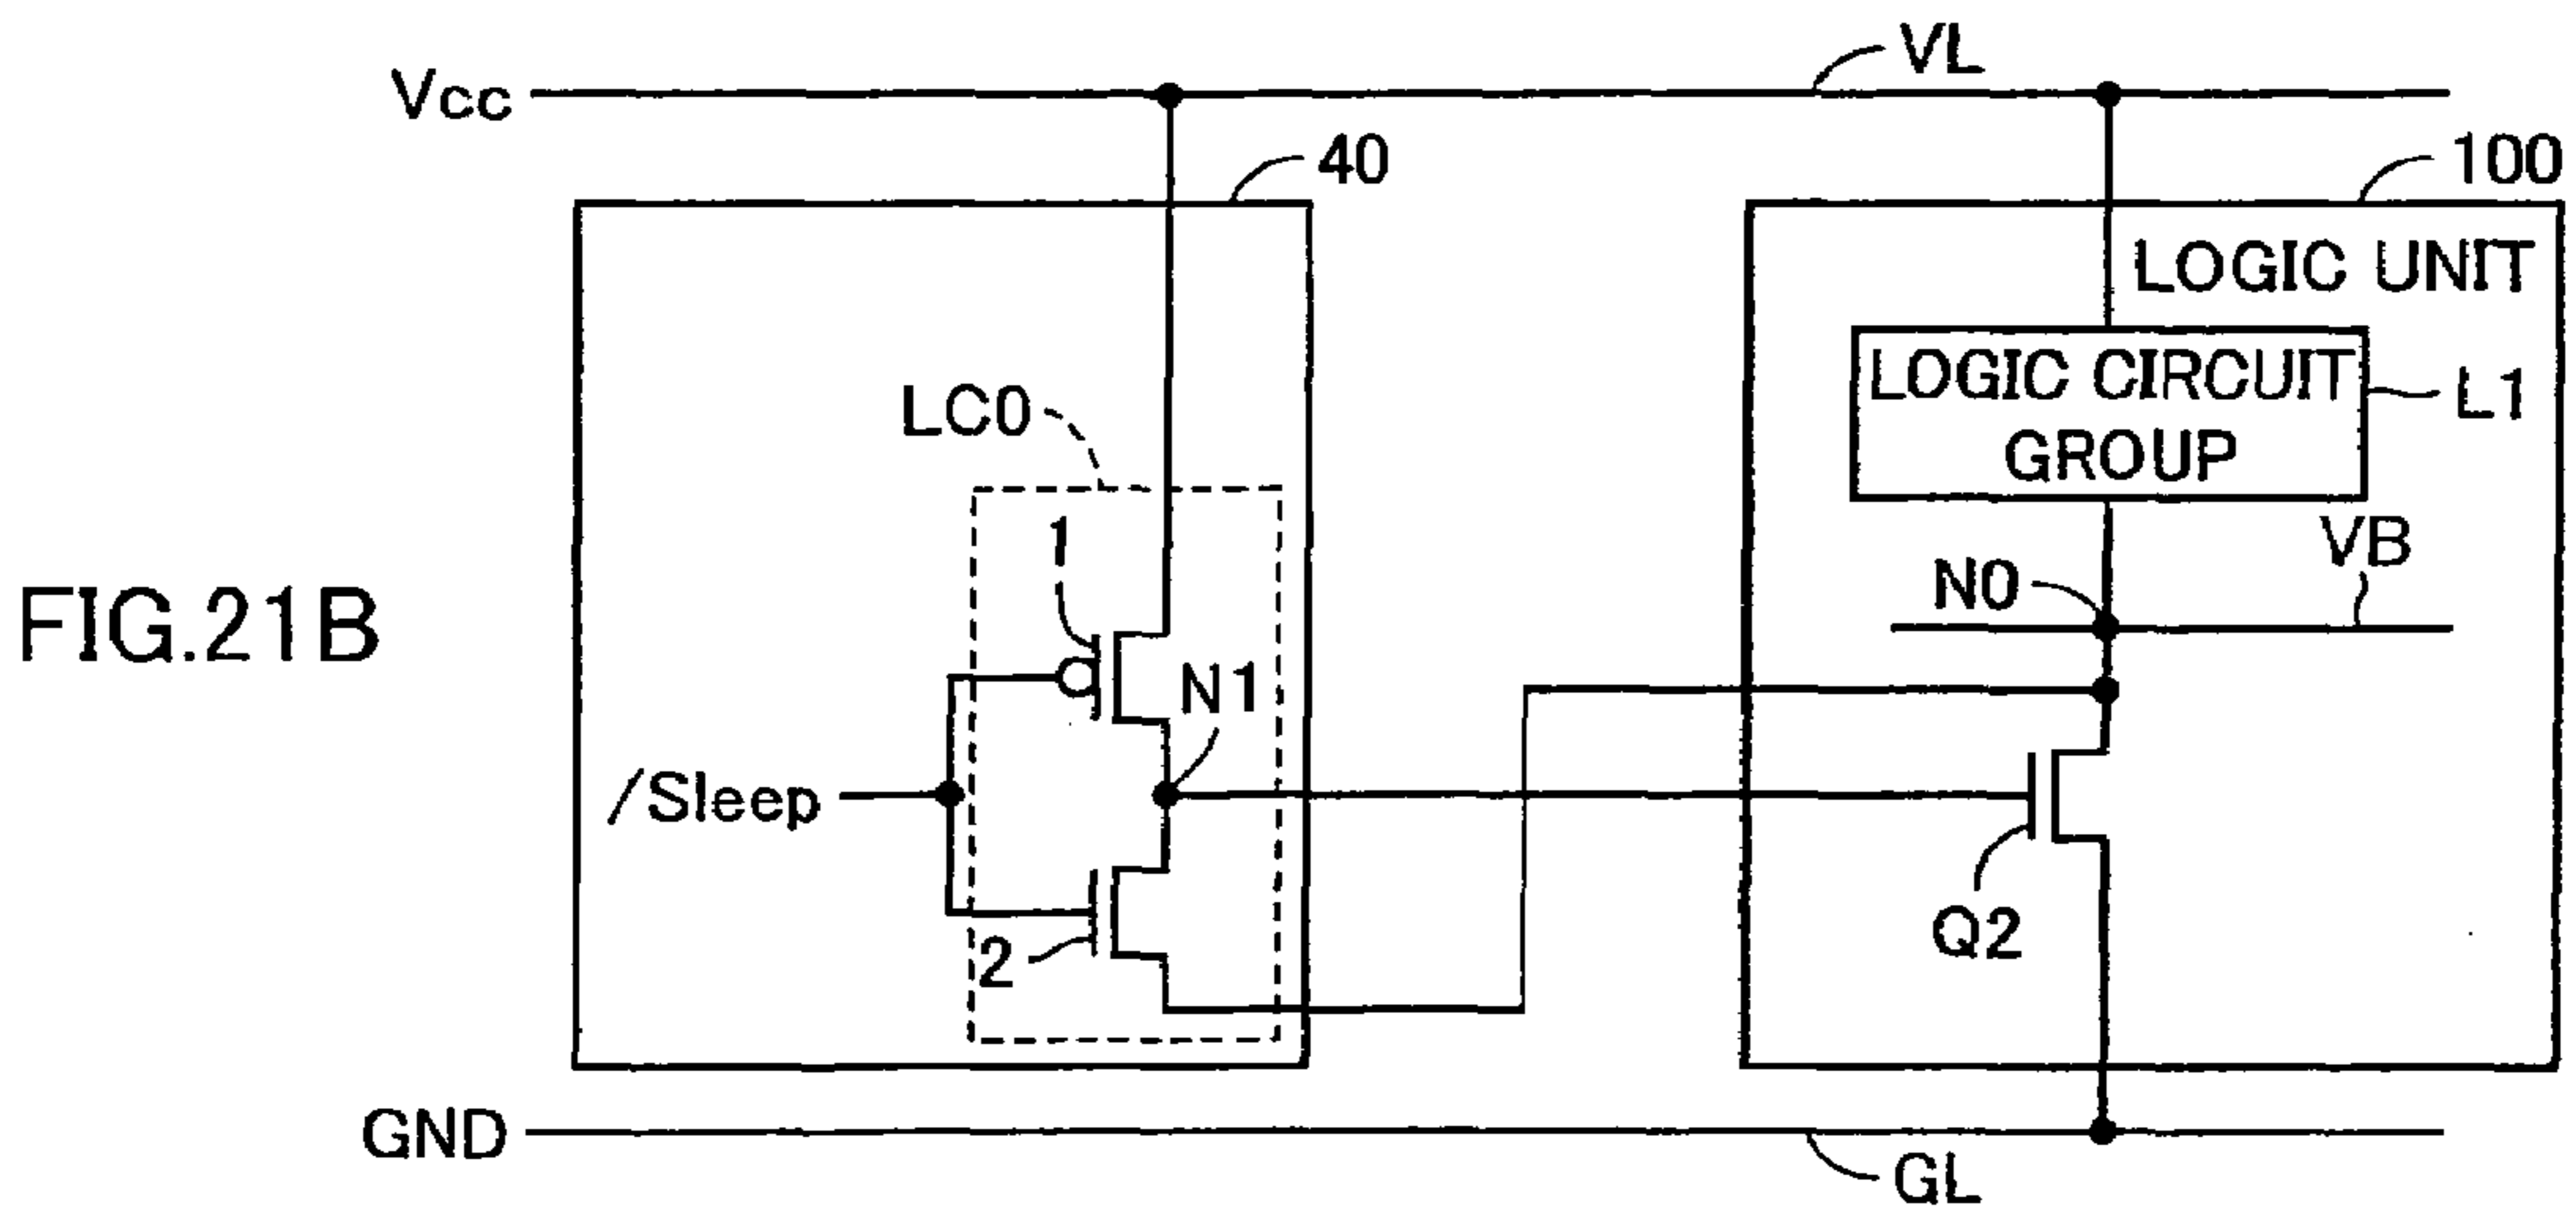 Vcc
VL
40
100
LOGIC UNIT
LOGIC CIRCUIT
GROUP
L1
LC0
1
VB
N0
FIG.21B
N1
/Sleep
2
Q2
GND
GL